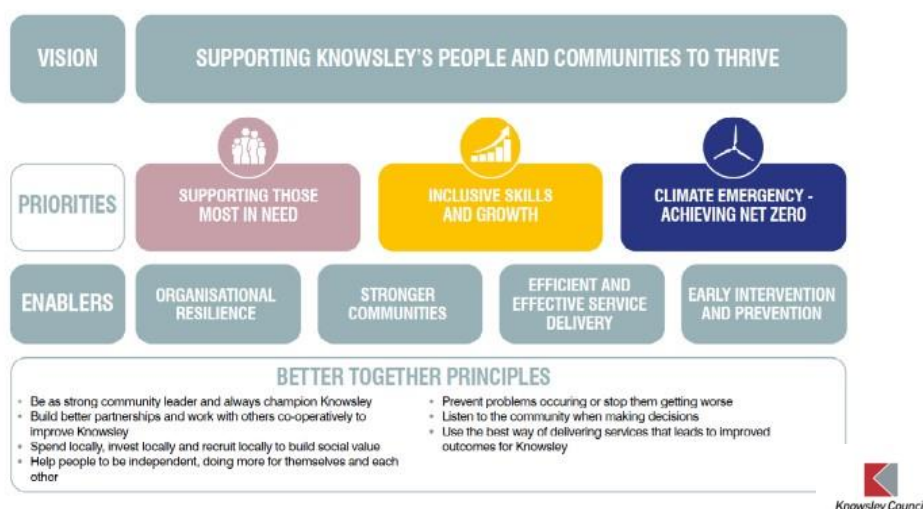 VISION
SUPPORTING KNOWSLEY'S PEOPLE AND COMMUNITIES TO THRIVE
PRIORITIES
SUPPORTING THOSE
MOST IN NEED
INCLUSIVE SKILLS
AND GROWTH
CLIMATE EMERGENCY -
ACHIEVING NET ZERO
ENABLERS
ORGANISATIONAL
RESILIENCE
STRONGER
COMMUNITIES
EFFICIENT AND
EFFECTIVE SERVICE
DELIVERY
EARLY INTERVENTION
AND PREVENTION
BETTER TOGETHER PRINCIPLES
• Be as strong community leader and always champion Knowsley
• Build better partnerships and work with others co-operatively to
improve Knowsley
• Spend locally, invest locally and recruit locally to build social value
• Help people to be independent, doing more for themselves and each
other
• Prevent problems occuring or stop them getting worse
• Listen to the community when making decisions
• Use the best way of delivering services that leads to improved
outcomes for Knowsley
Knowsley Council